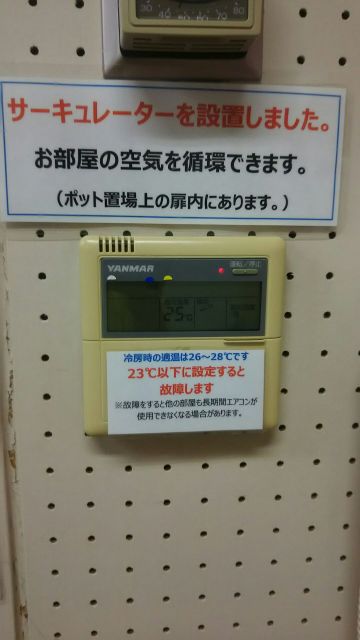 30
40
60
70
80
サーキュレーターを設置しました。
お部屋の空気を循環できます。
（ポット置場上の扉内にあります。）
YANMAR
運転/停止
25℃
冷房時の適温は26～28℃です
23℃以下に設定すると
故障します
※故障をすると他の部屋も長期間エアコンが
使用できなくなる場合があります。